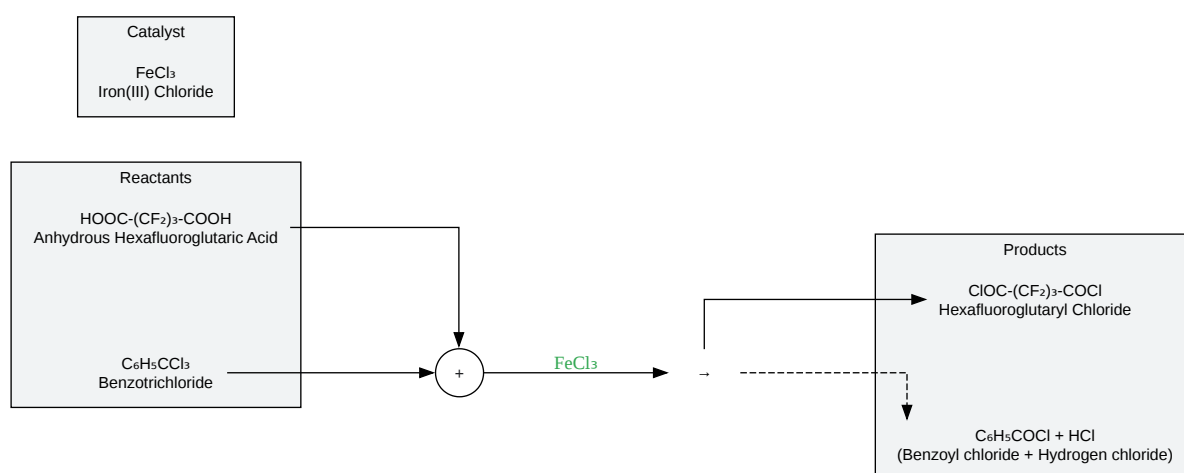 Catalyst
FeCl₃
Iron(III) Chloride
Reactants
HOOC-(CF₂)₃-COOH
Anhydrous Hexafluoroglutaric Acid
C₆H₅CCl₃
Benzotrichloride
+
FeCl₃
→
Products
ClOC-(CF₂)₃-COCl
Hexafluoroglutaryl Chloride
C₆H₅COCl + HCl
(Benzoyl chloride + Hydrogen chloride)